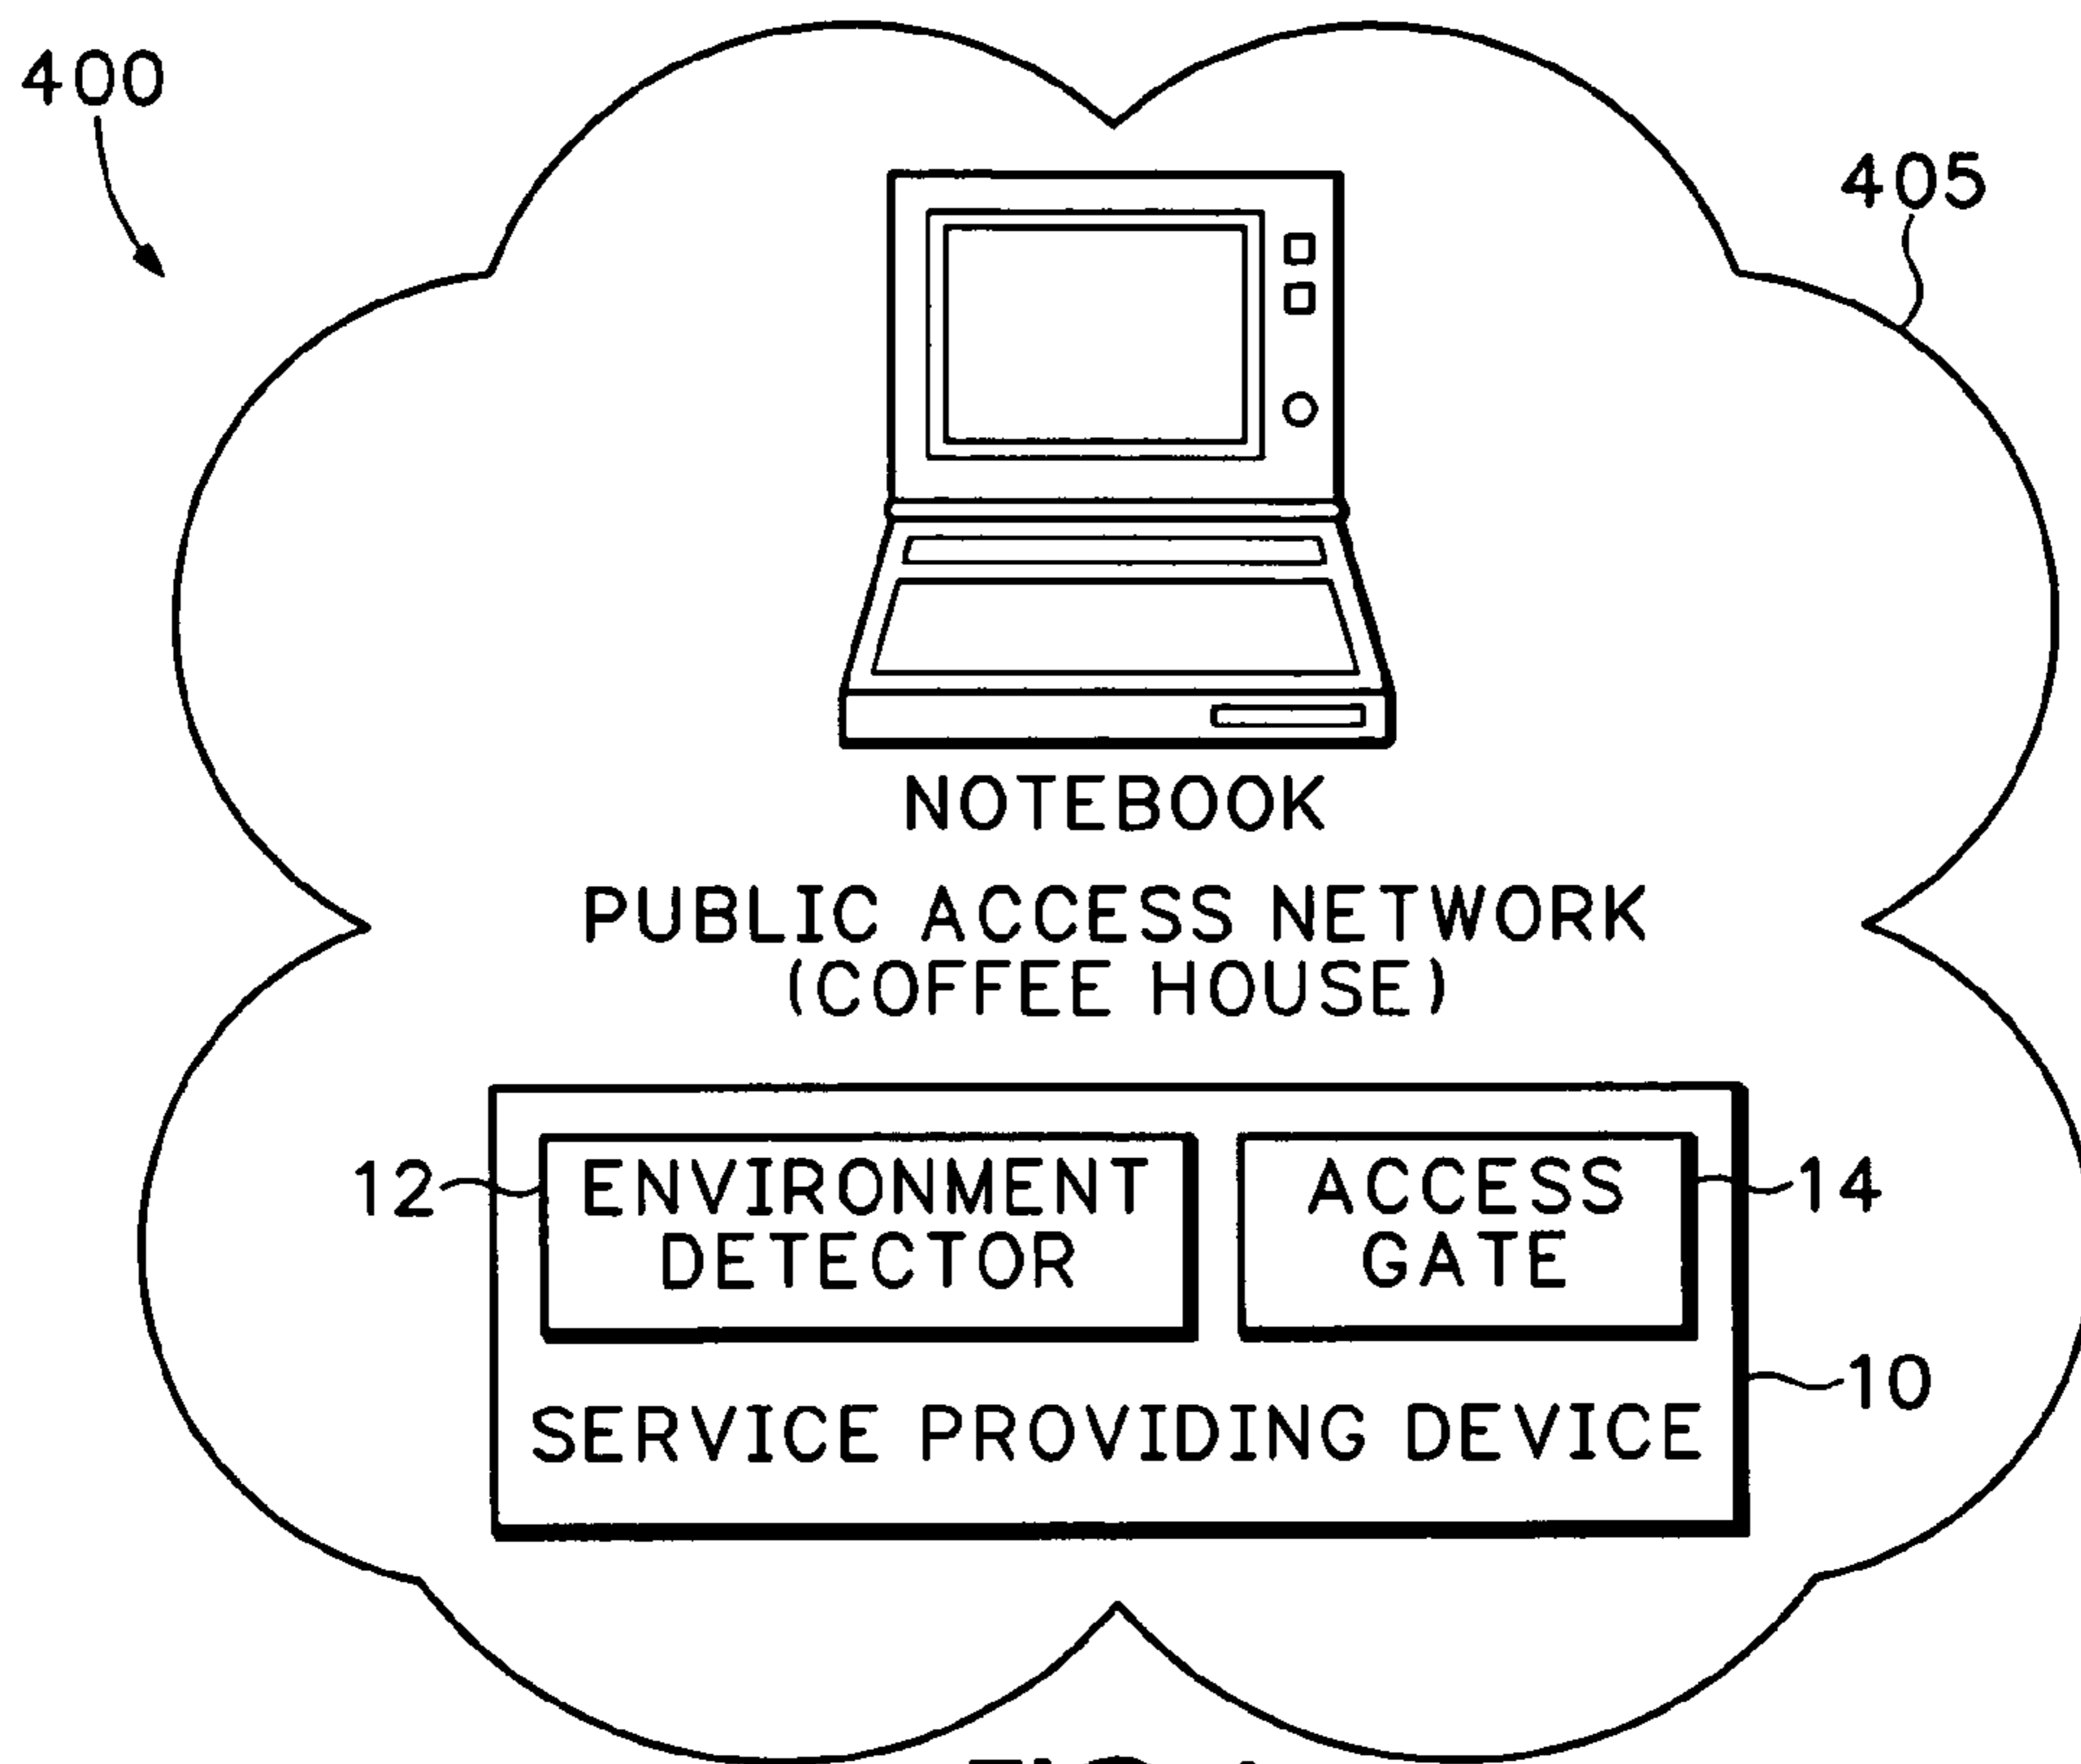 400
405
NOTEBOOK
PUBLIC ACCESS NETWORK
(COFFEE HOUSE)
12
ENVIRONMENT
DETECTOR
ACCESS
GATE
14
10
SERVICE PROVIDING DEVICE